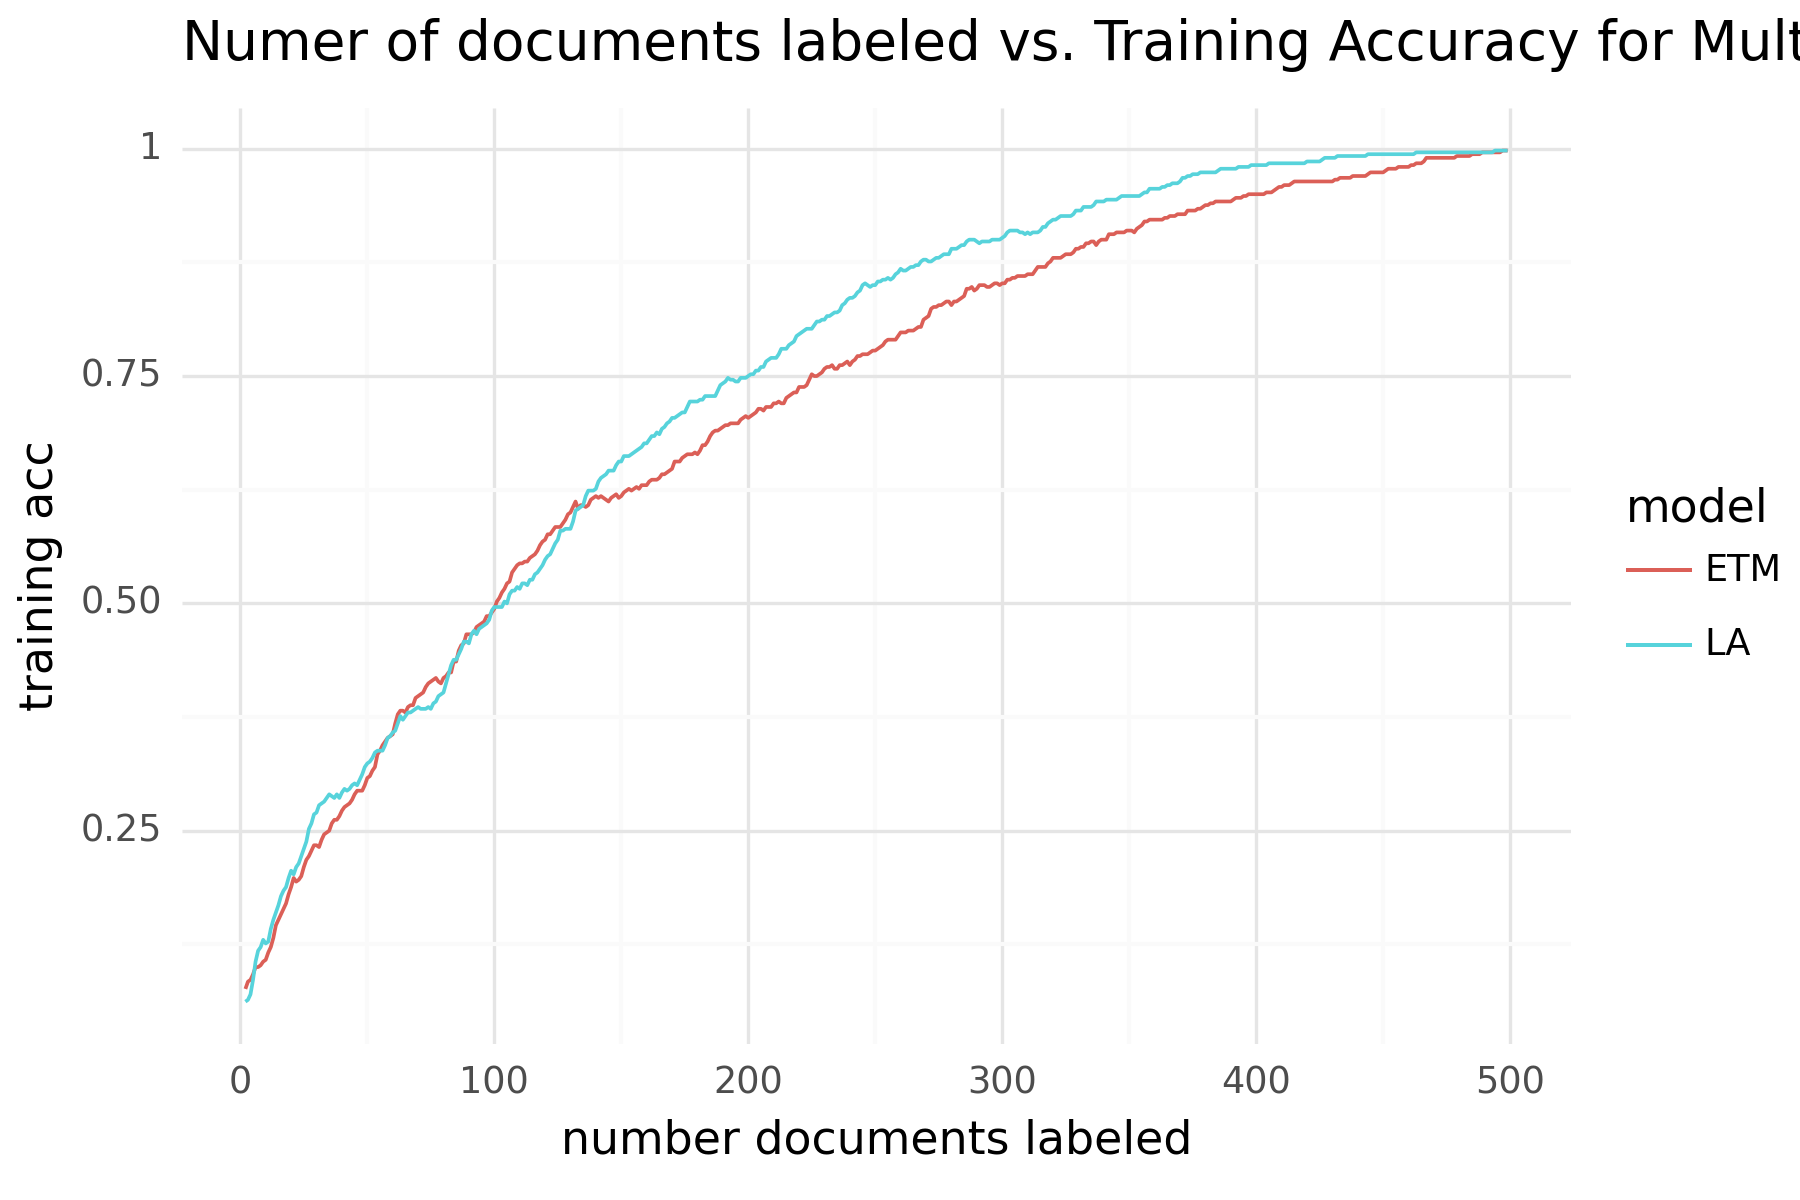 Numer of documents labeled vs. Training Accuracy for Mult
1
0.75
0.50
0.25
training acc
0 100 200 300 400 500
number documents labeled
model
ETM
LA